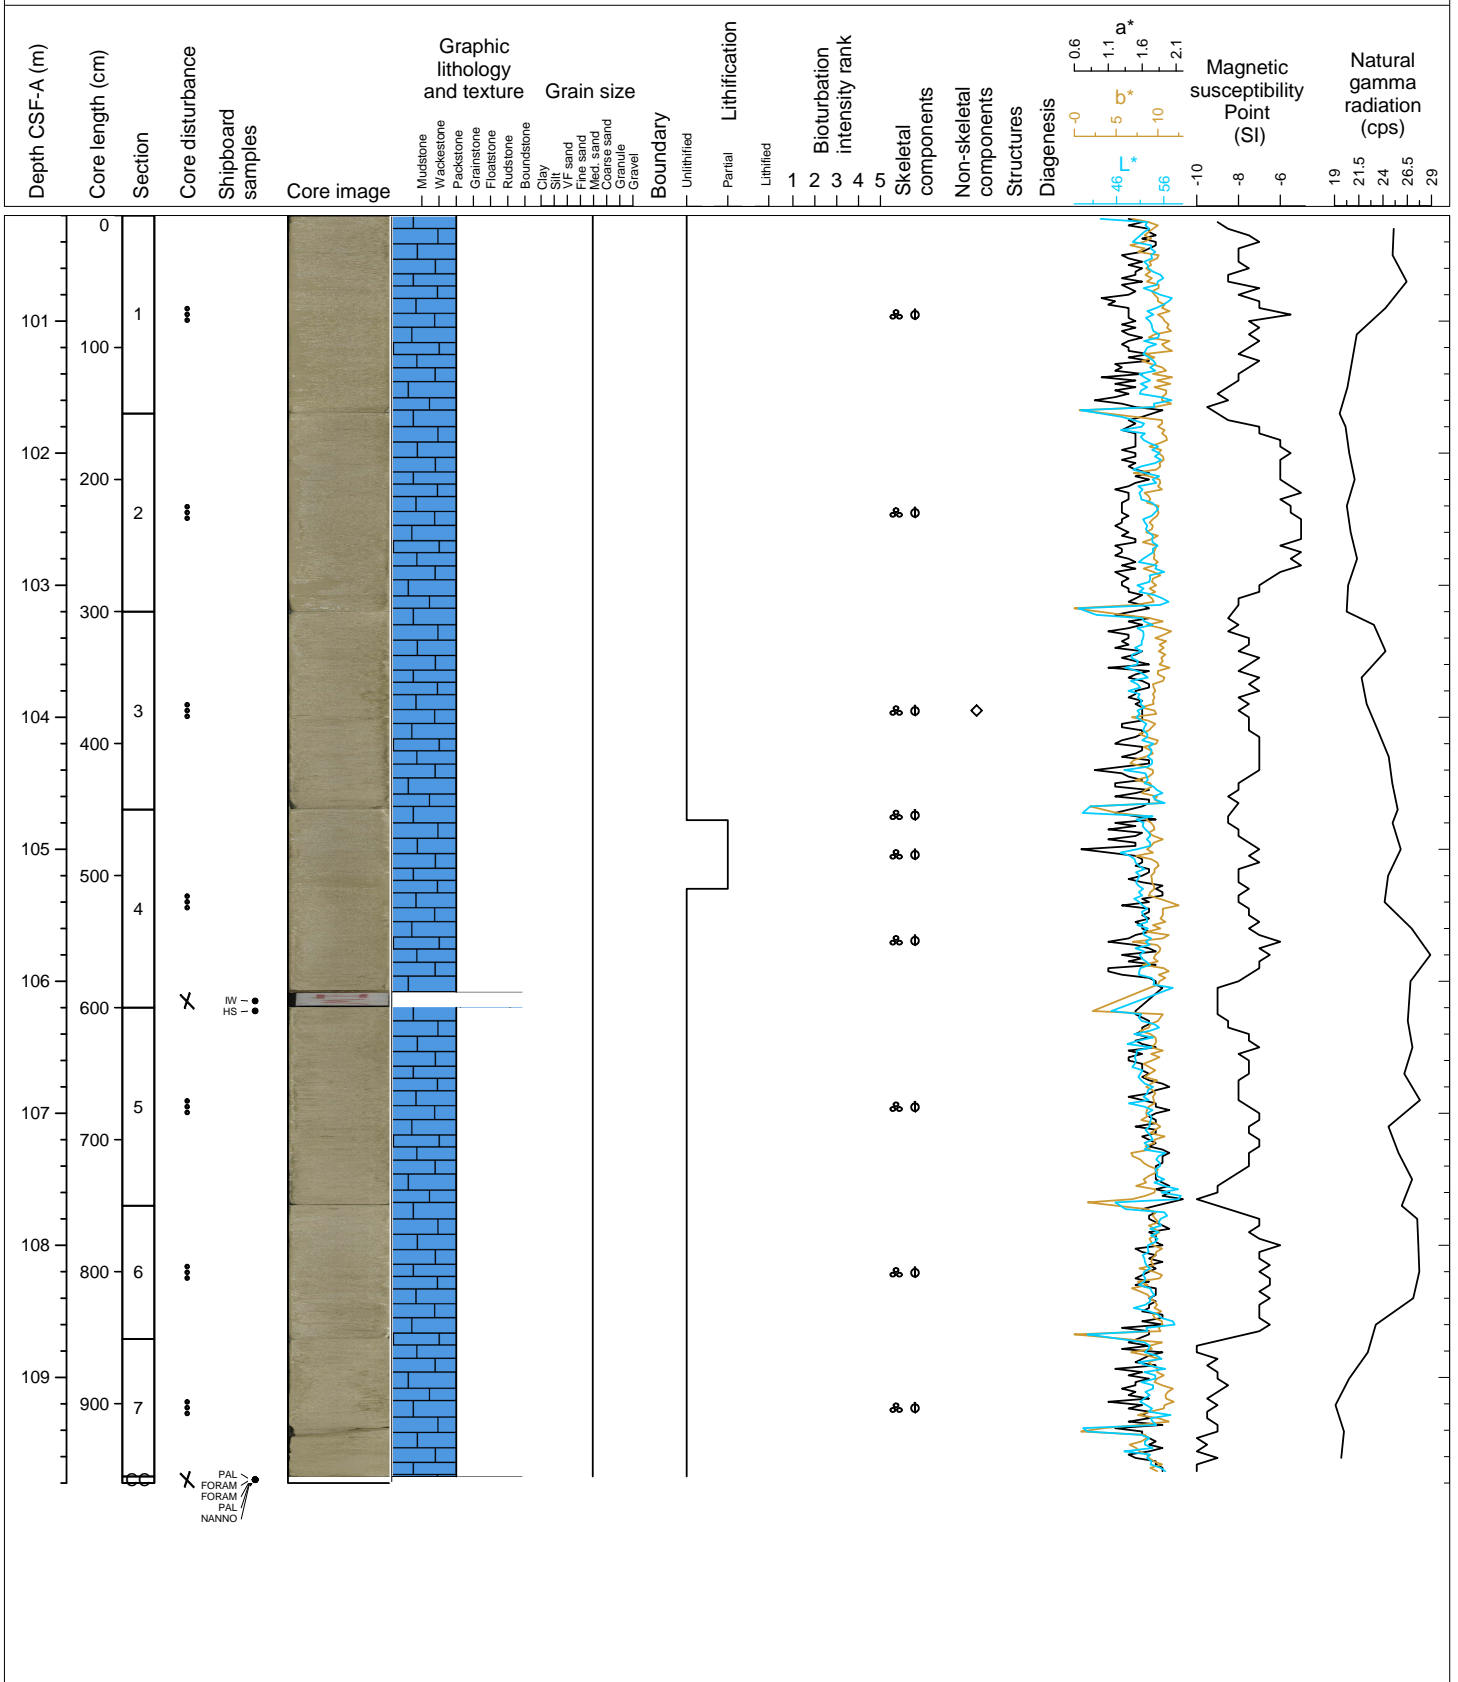 Depth CSF-A (m)
Core length (cm)
Section
Core disturbance
Shipboard
samples
Core image
Graphic
lithology
and texture
Mudstone
Wackestone
Packstone
Grainstone
Floatstone
Rudstone
Boundstone
Grain size
Clay
Silt
VF sand
Fine sand
Med. sand
Coarse sand
Granule
Gravel
Boundary
Lithification
Unlithified
Partial
Lithified
Bioturbation
intensity rank
1 2 3 4 5
Skeletal
components
Non-skeletal
components
Structures
Diagenesis
a*
0.6 1.1 1.6 2.1
b*
-0 5 10
L*
46 56
Magnetic
susceptibility
Point
(SI)
-10 -8 -6
Natural
gamma
radiation
(cps)
19 21.5 24 26.5 29
0
1
101
100
102
200
2
103
300
3
104
400
105
500
4
106
IW
600
HS
5
107
700
108
800
6
109
900
7
CC
PAL
FORAM
FORAM
PAL
NANNO